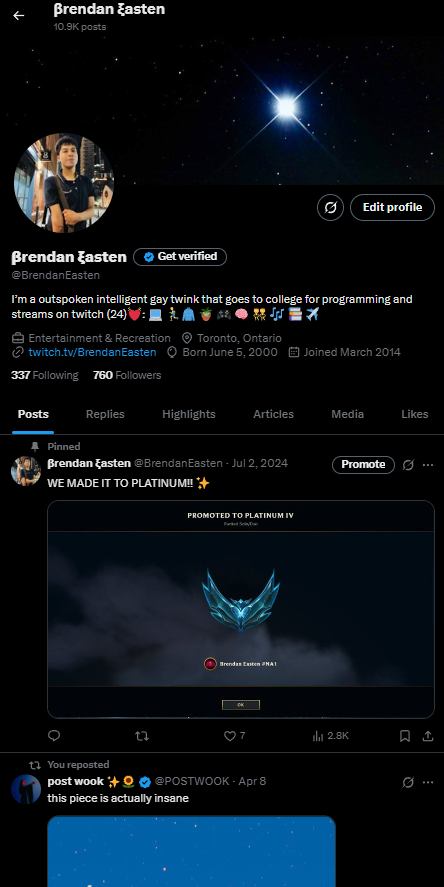 βrendan ξasten
10.9K posts
Edit profile
βrendan ξasten Get verified
@BrendanEasten
I'm a outspoken intelligent gay twink that goes to college for programming and
streams on twitch (24)💓: 💻 🏃‍♂️ 🧥 🪴 🎮 🧠 👯 🎶 📚 ✈️
Entertainment & Recreation Toronto, Ontario
twitch.tv/BrendanEasten Born June 5, 2000 Joined March 2014
337 Following 760 Followers
Posts Replies Highlights Articles Media Likes
Pinned
βrendan ξasten @BrendanEasten · Jul 2, 2024 Promote
WE MADE IT TO PLATINUM!! ✨
PROMOTED TO PLATINUM IV
Ranked Solo/Duo
Brendan Easten #NA1
OK
7 2.8K
You reposted
post wook ✨🌻 @POSTWOOK · Apr 8
this piece is actually insane